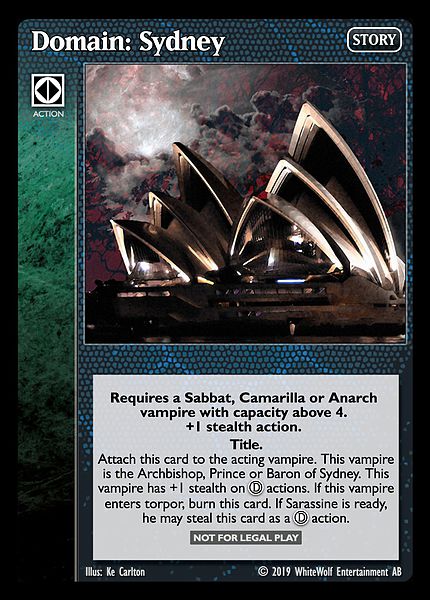 Domain: Sydney
STORY
ACTION
Requires a Sabbat, Camarilla or Anarch
vampire with capacity above 4.
+1 stealth action.
Title.
Attach this card to the acting vampire. This vampire
is the Archbishop, Prince or Baron of Sydney. This
vampire has +1 stealth on Ⓓ actions. If this vampire
enters torpor, burn this card. If Sarassine is ready,
he may steal this card as a Ⓓ action.
NOT FOR LEGAL PLAY
Illus: Ke Carlton © 2019 WhiteWolf Entertainment AB